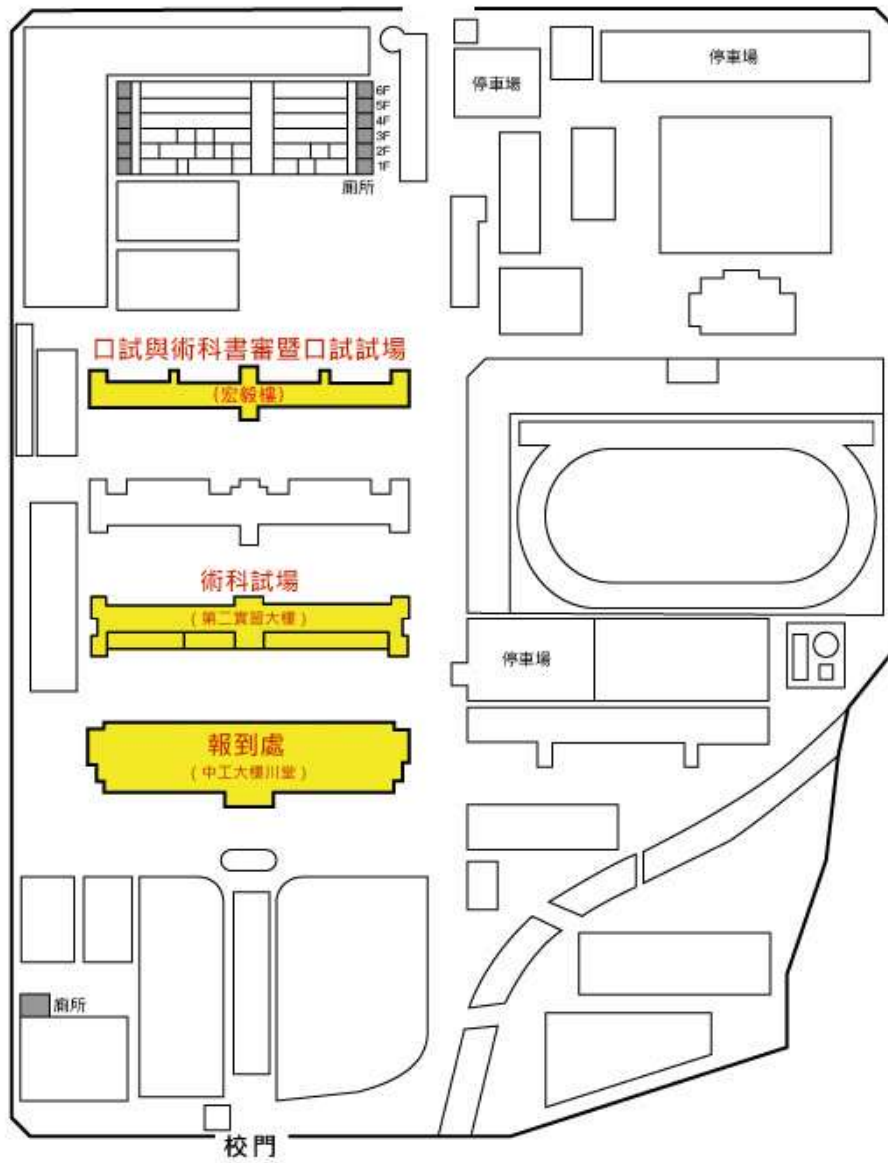 停車場
停車場
6F
5F
4F
3F
2F
1F
廁所
口試與術科書審暨口試試場
(宏毅樓)
術科試場
(第二實習大樓)
停車場
報到處
(中工大樓川堂)
廁所
校門